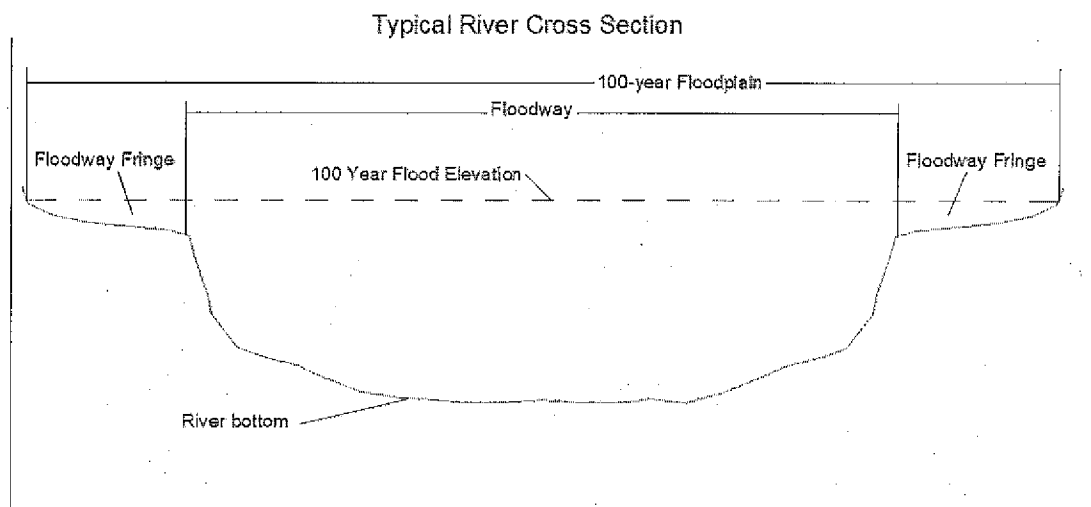 Typical River Cross Section
100-year Floodplain
Floodway
Floodway Fringe
Floodway Fringe
100 Year Flood Elevation
River bottom